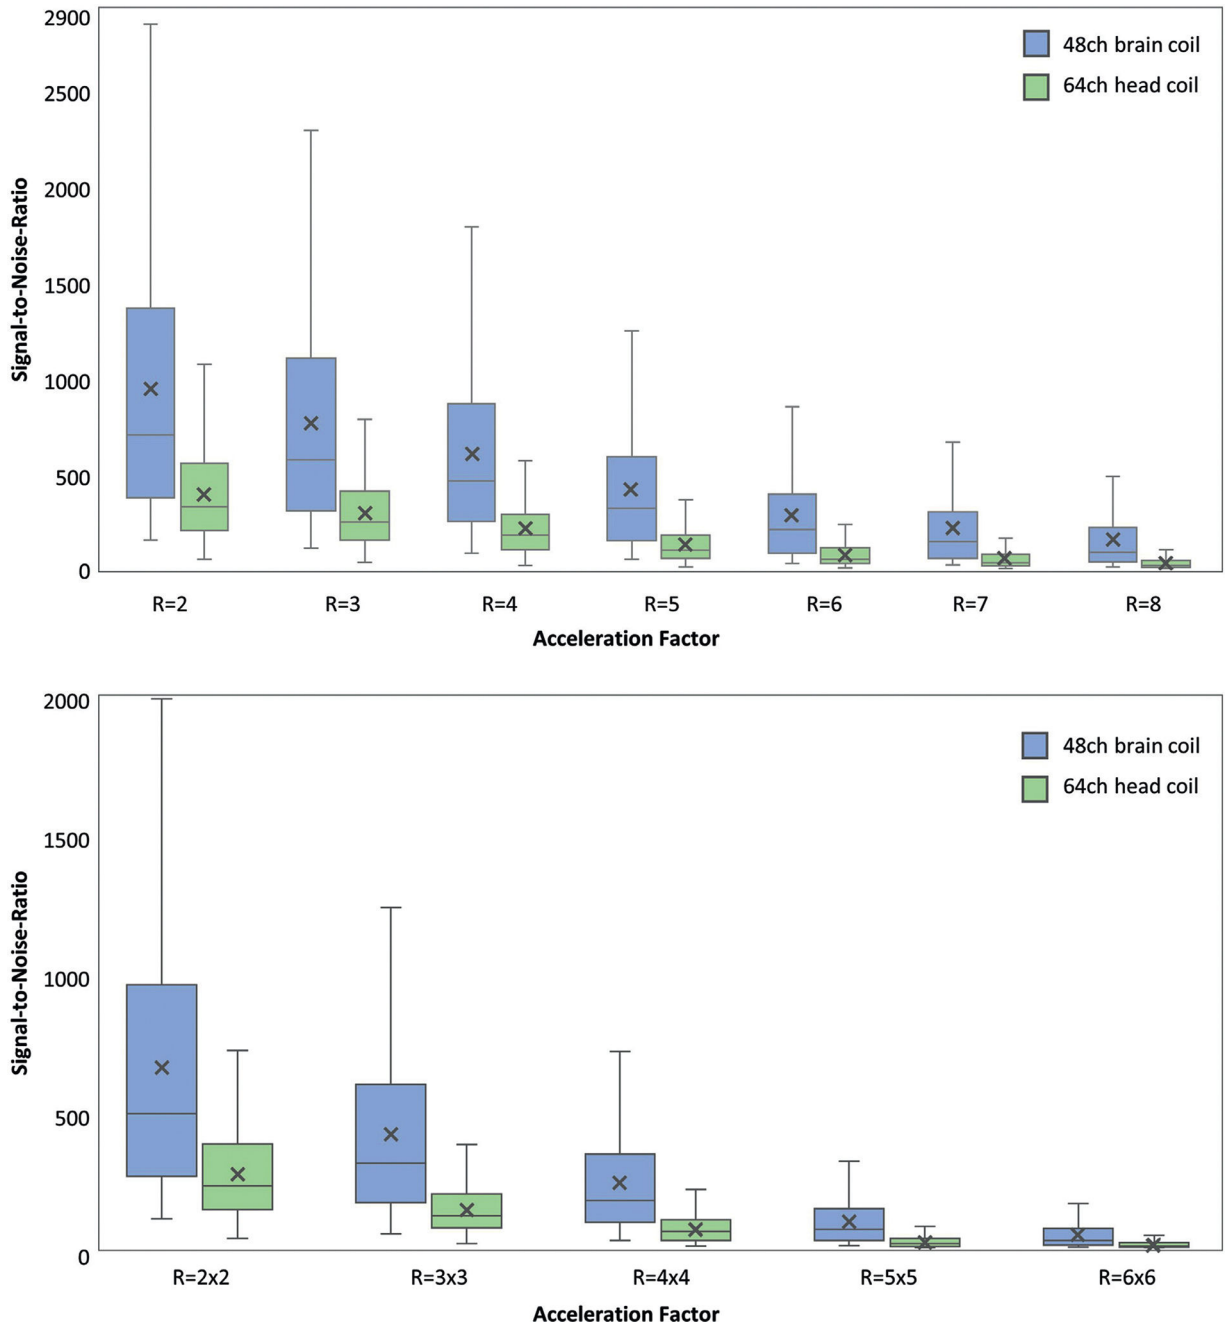 2900
2500
2000
1500
1000
500
0
Signal-to-Noise-Ratio
48ch brain coil
64ch head coil
R=2 R=3 R=4 R=5 R=6 R=7 R=8
Acceleration Factor
2000
1500
1000
500
0
Signal-to-Noise-Ratio
48ch brain coil
64ch head coil
R=2x2 R=3x3 R=4x4 R=5x5 R=6x6
Acceleration Factor